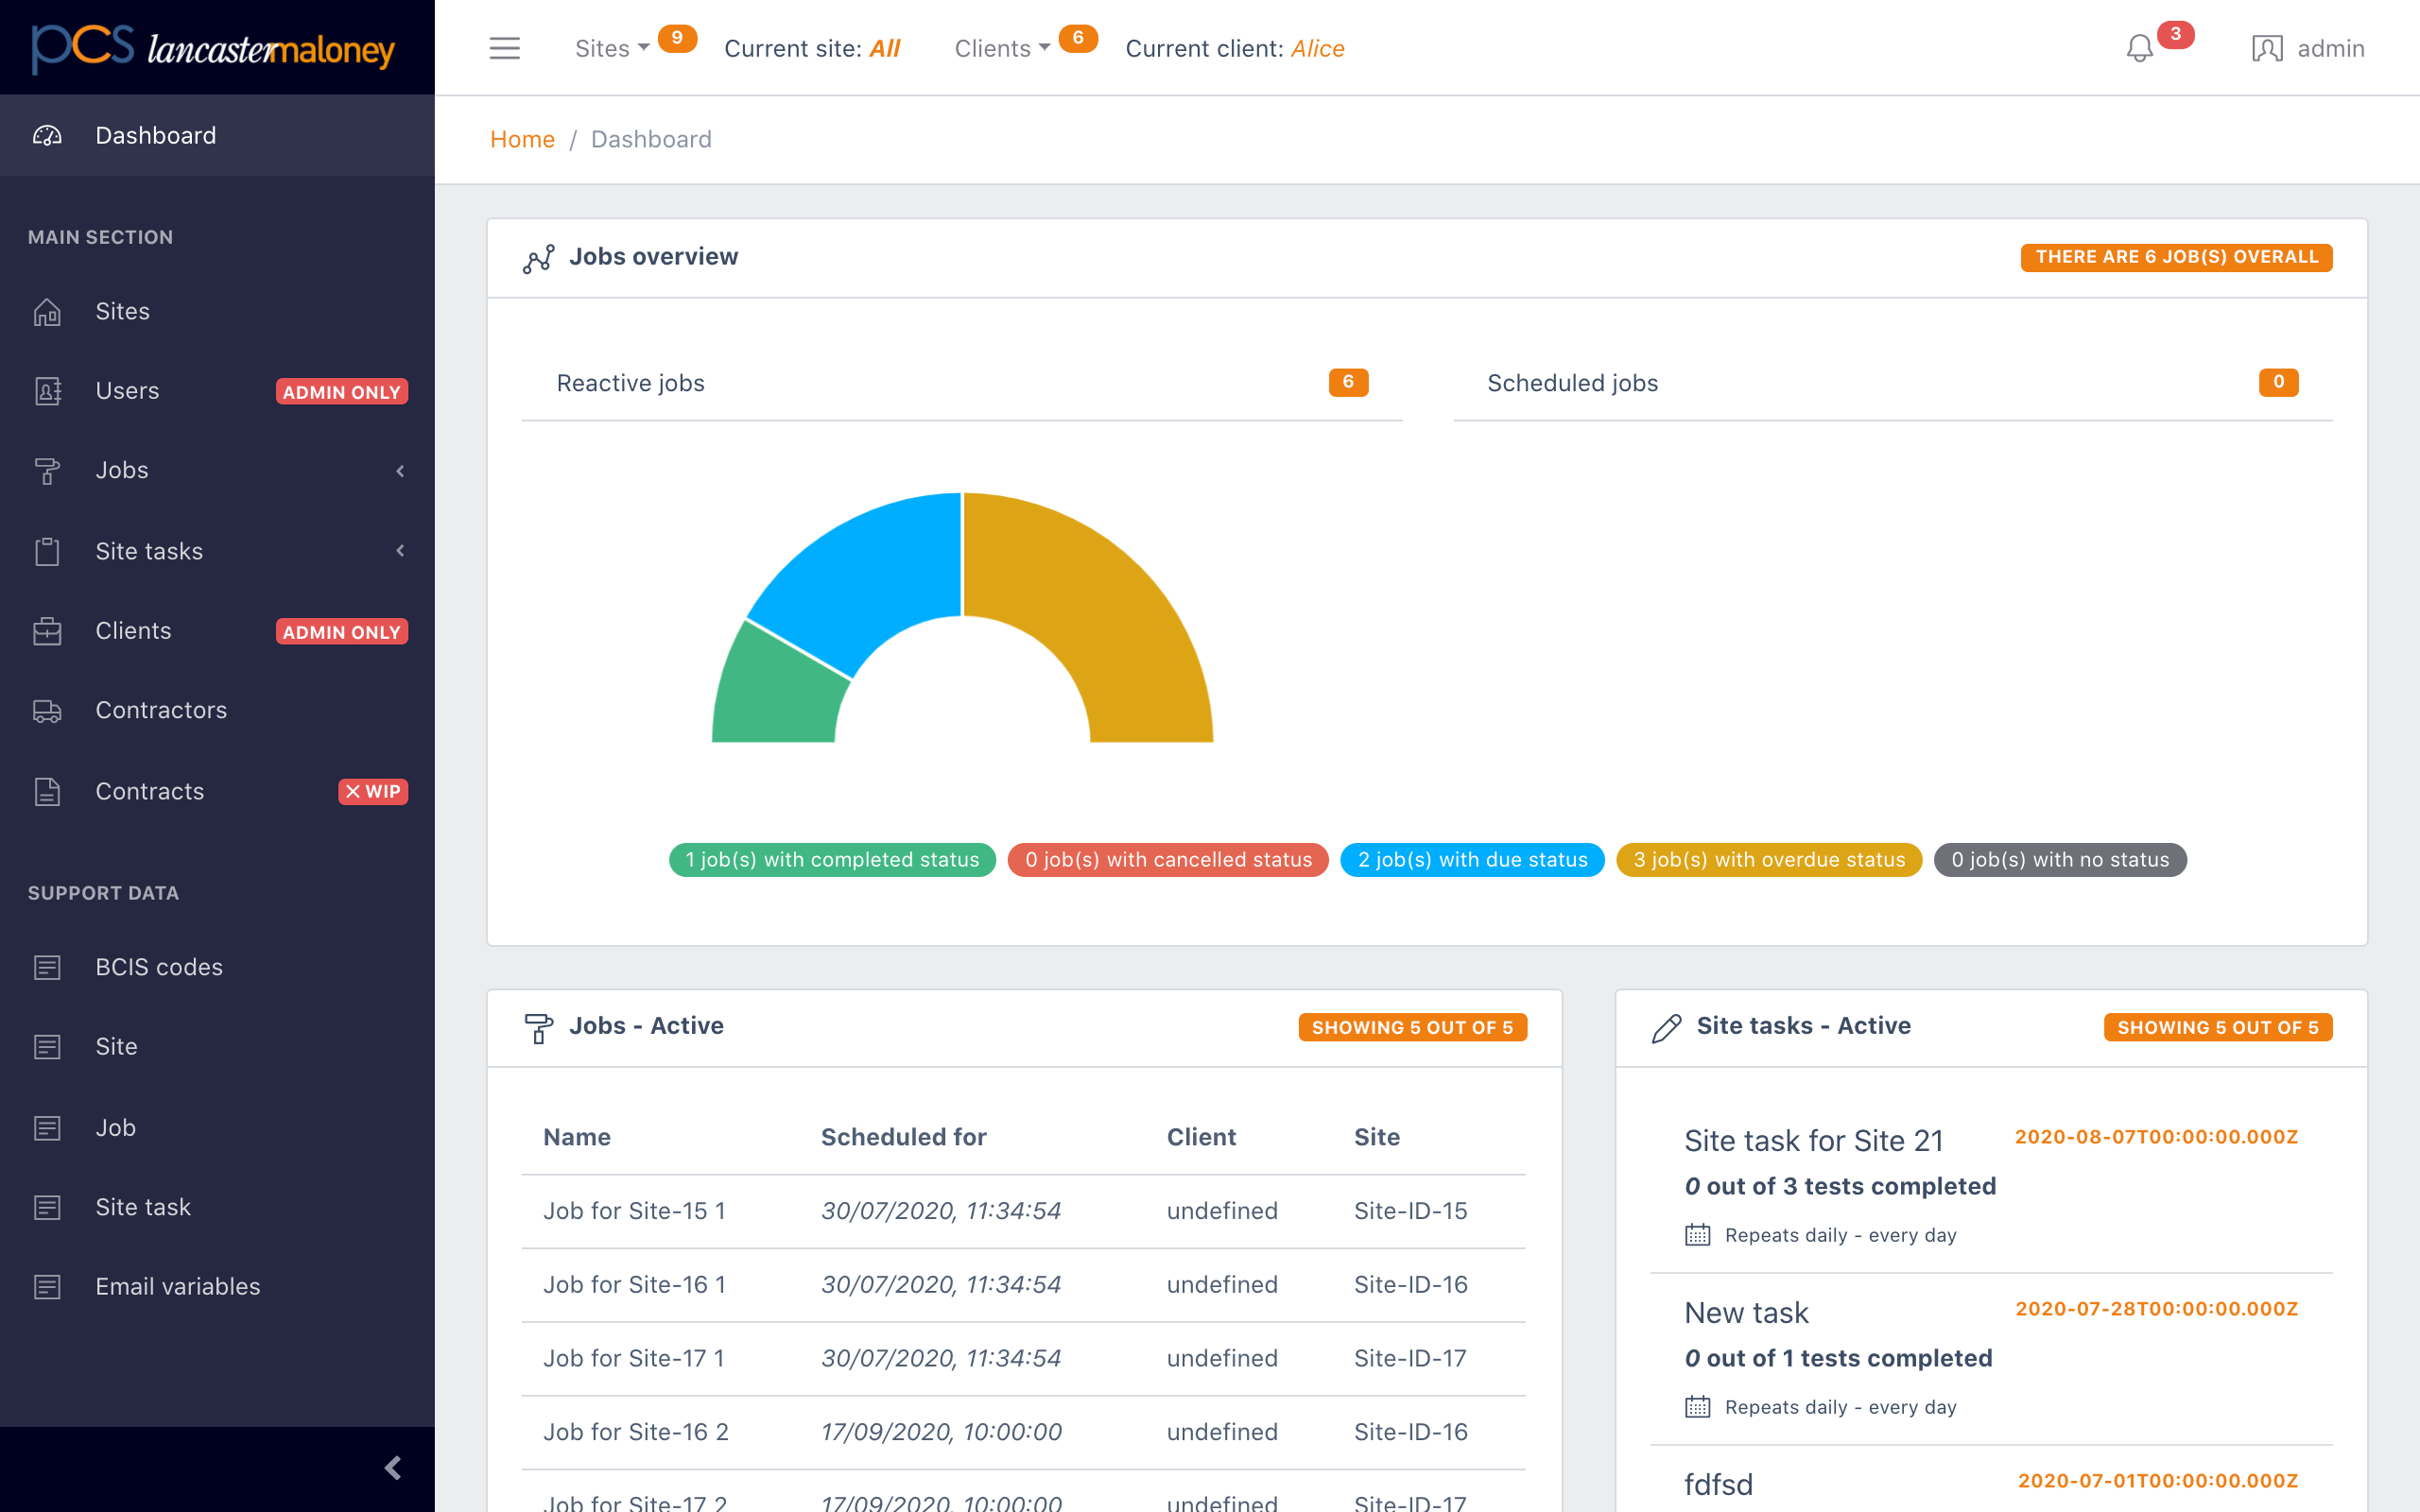 pcs lancastermaloney
Sites 9 Current site: All Clients 6 Current client: Alice 3 admin
Dashboard
Home / Dashboard
MAIN SECTION
Sites
Users ADMIN ONLY
Jobs
Site tasks
Clients ADMIN ONLY
Contractors
Contracts × WIP
SUPPORT DATA
BCIS codes
Site
Job
Site task
Email variables
Jobs overview THERE ARE 6 JOB(S) OVERALL
Reactive jobs 6 Scheduled jobs 0
1 job(s) with completed status 0 job(s) with cancelled status 2 job(s) with due status 3 job(s) with overdue status 0 job(s) with no status
Jobs - Active SHOWING 5 OUT OF 5
Name Scheduled for Client Site
Job for Site-15 1 30/07/2020, 11:34:54 undefined Site-ID-15
Job for Site-16 1 30/07/2020, 11:34:54 undefined Site-ID-16
Job for Site-17 1 30/07/2020, 11:34:54 undefined Site-ID-17
Job for Site-16 2 17/09/2020, 10:00:00 undefined Site-ID-16
Job for Site-17 2 17/09/2020, 10:00:00 undefined Site-ID-17
Site tasks - Active SHOWING 5 OUT OF 5
Site task for Site 21 2020-08-07T00:00:00.000Z
0 out of 3 tests completed
Repeats daily - every day
New task 2020-07-28T00:00:00.000Z
0 out of 1 tests completed
Repeats daily - every day
fdfsd 2020-07-01T00:00:00.000Z